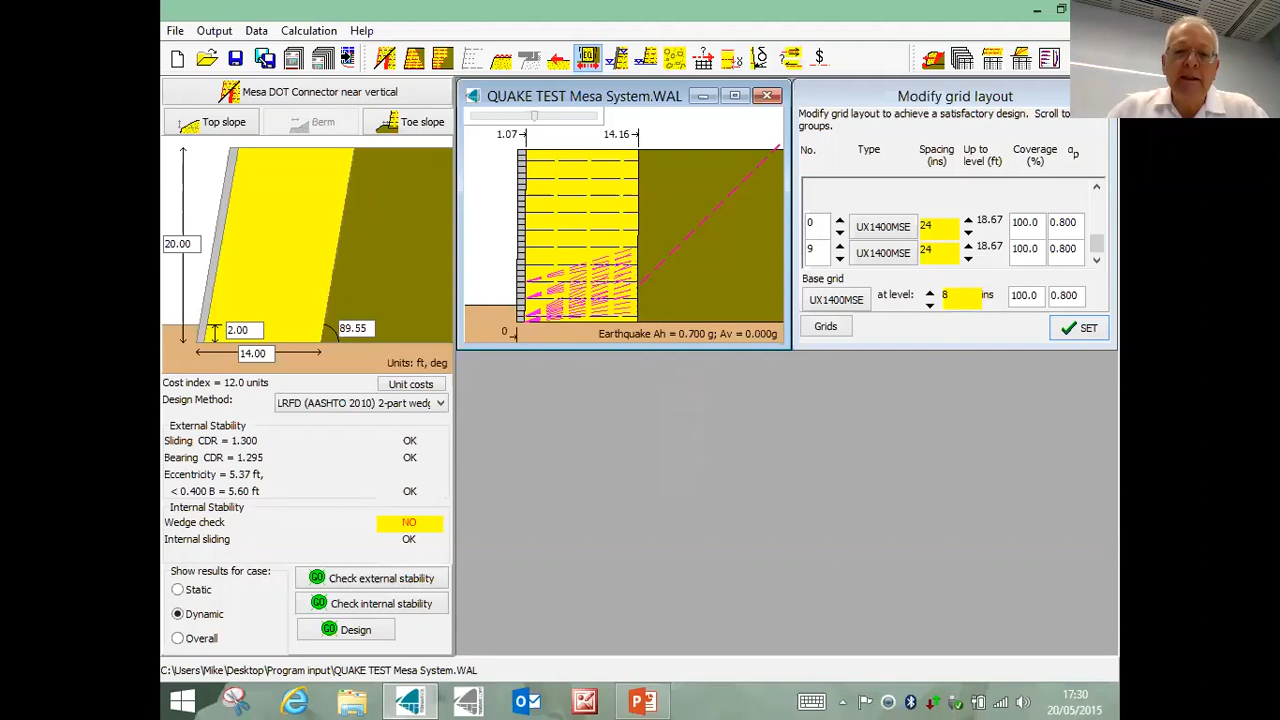 File Output Data Calculation Help
Mesa DOT Connector near vertical
Top slope Berm Toe slope
20.00
2.00
89.55
14.00
Units: ft, deg
Cost index = 12.0 units Unit costs
Design Method: LRFD (AASHTO 2010) 2-part wedg
External Stability
Sliding CDR = 1.300 OK
Bearing CDR = 1.295 OK
Eccentricity = 5.37 ft,
< 0.400 B = 5.60 ft OK
Internal Stability
Wedge check NO
Internal sliding OK
Show results for case:
Static
Dynamic
Overall
GO Check external stability
GO Check internal stability
GO Design
QUAKE TEST Mesa System.WAL
1.07 14.16
0
Earthquake Ah = 0.700 g; Av = 0.000g
Modify grid layout
Modify grid layout to achieve a satisfactory design. Scroll to
groups.
No. Type Spacing (ins) Up to level (ft) Coverage (%) αp
0 UX1400MSE 24 18.67 100.0 0.800
9 UX1400MSE 24 18.67 100.0 0.800
Base grid
UX1400MSE at level: 8 ins 100.0 0.800
Grids SET
C:\Users\Mike\Desktop\Program input\QUAKE TEST Mesa System.WAL
17:30
20/05/2015